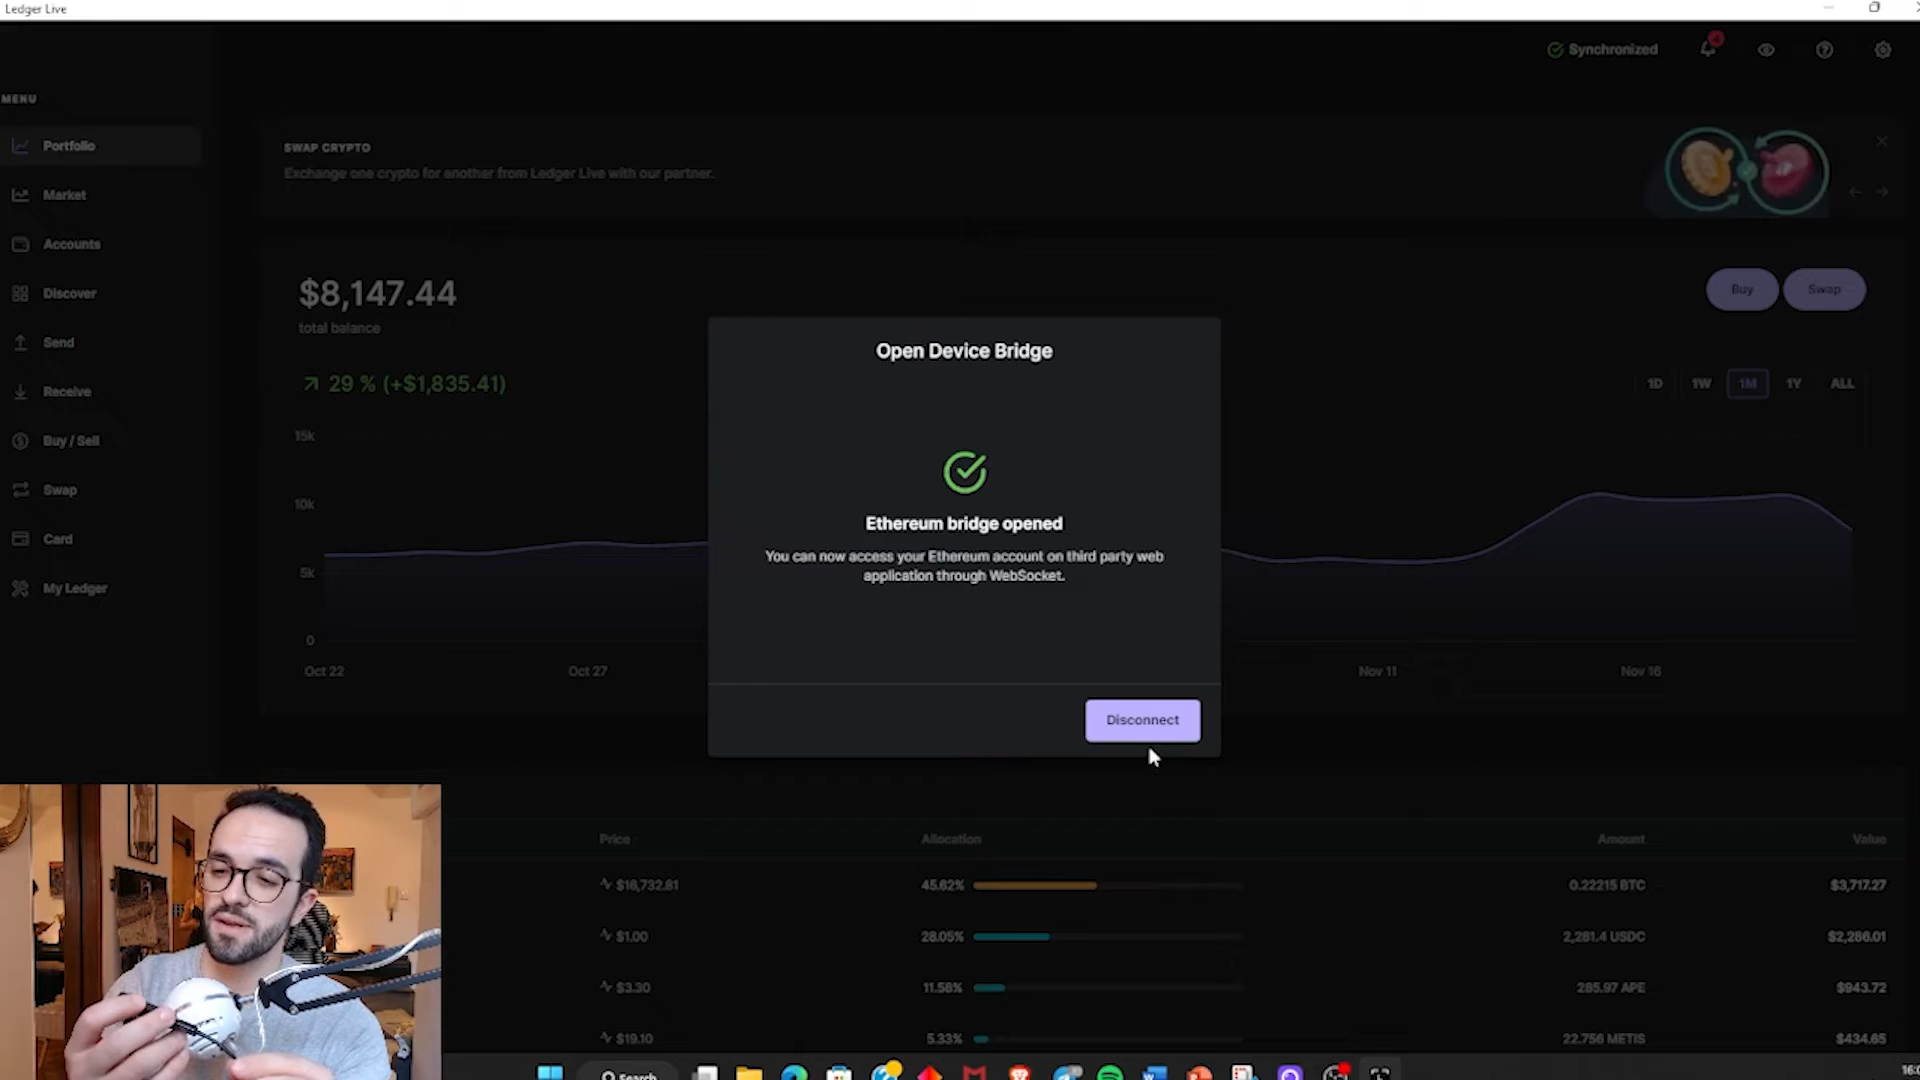 Ledger Live
Synchronized
4
MENU
Portfolio
Market
Accounts
Discover
Send
Receive
Buy / Sell
Swap
Card
My Ledger
SWAP CRYPTO
Exchange one crypto for another from Ledger Live with our partner.
$8,147.44
total balance
Buy
Swap
29 % (+$1,835.41)
1D
1W
1M
1Y
ALL
15k
10k
5k
0
Oct 22
Oct 27
Nov 11
Nov 16
Open Device Bridge
Ethereum bridge opened
You can now access your Ethereum account on third party web
application through WebSocket.
Disconnect
Price
Allocation
Amount
Value
$16,732.81
45.62%
0.22215 BTC
$3,717.27
$1.00
28.05%
2,281.4 USDC
$2,286.01
$3.30
11.58%
285.97 APE
$943.72
$19.10
5.33%
22.756 METIS
$434.65
Search